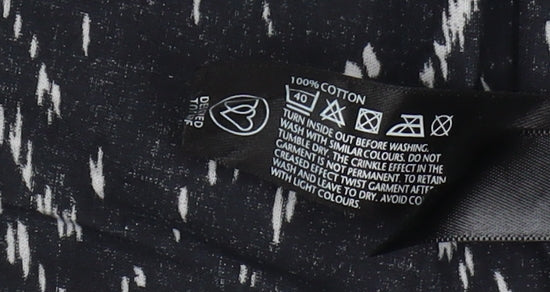 100% COTTON
40
TURN INSIDE OUT BEFORE WASHING.
WASH WITH SIMILAR COLOURS. DO NOT
TUMBLE DRY. THE CRINKLE EFFECT IN THE
GARMENT IS NOT PERMANENT. TO RETAIN
CREASED EFFECT TWIST GARMENT AFTER
WASH AND LEAVE TO DRY. AVOID
WITH LIGHT COLOURS.